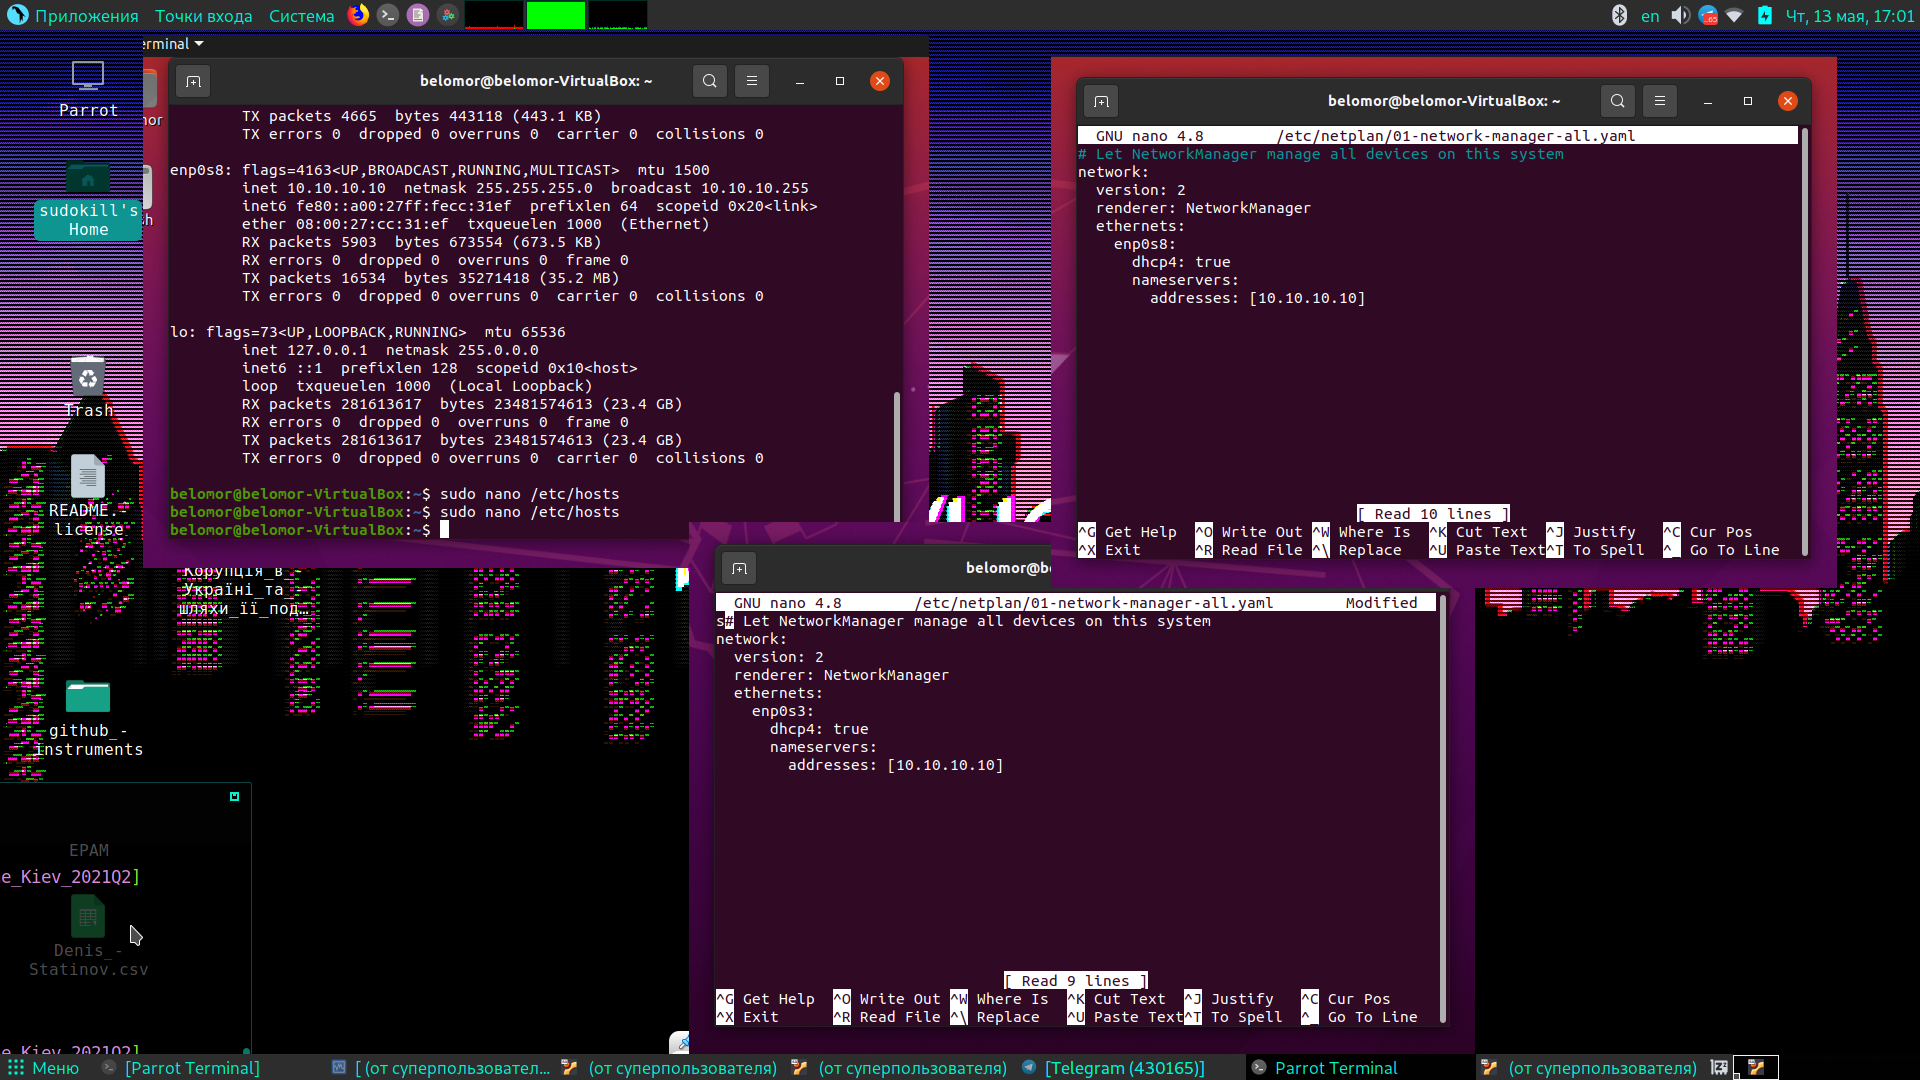 Приложения Точки входа Система en .65 Чт, 13 мая, 17:01
erminal
Parrot
sudokill's
Home
Trash
README.-
license
github_-
instruments
EPAM
e_Kiev_2021Q2]
Denis_-
Statinov.csv
e_Kiev_2021Q2]
Корупція_в_-
Україні_та_-
шляхи_її_под…
or
h
belomor@belomor-VirtualBox: ~
TX packets 4665  bytes 443118 (443.1 KB)
TX errors 0  dropped 0 overruns 0  carrier 0  collisions 0
enp0s8: flags=4163<UP,BROADCAST,RUNNING,MULTICAST>  mtu 1500
inet 10.10.10.10  netmask 255.255.255.0  broadcast 10.10.10.255
inet6 fe80::a00:27ff:fecc:31ef  prefixlen 64  scopeid 0x20<link>
ether 08:00:27:cc:31:ef  txqueuelen 1000  (Ethernet)
RX packets 5903  bytes 673554 (673.5 KB)
RX errors 0  dropped 0  overruns 0  frame 0
TX packets 16534  bytes 35271418 (35.2 MB)
TX errors 0  dropped 0 overruns 0  carrier 0  collisions 0
lo: flags=73<UP,LOOPBACK,RUNNING>  mtu 65536
inet 127.0.0.1  netmask 255.0.0.0
inet6 ::1  prefixlen 128  scopeid 0x10<host>
loop  txqueuelen 1000  (Local Loopback)
RX packets 281613617  bytes 23481574613 (23.4 GB)
RX errors 0  dropped 0  overruns 0  frame 0
TX packets 281613617  bytes 23481574613 (23.4 GB)
TX errors 0  dropped 0 overruns 0  carrier 0  collisions 0
belomor@belomor-VirtualBox:~$ sudo nano /etc/hosts
belomor@belomor-VirtualBox:~$ sudo nano /etc/hosts
belomor@belomor-VirtualBox:~$
belomor@belomor-VirtualBox: ~
GNU nano 4.8 /etc/netplan/01-network-manager-all.yaml
# Let NetworkManager manage all devices on this system
network:
version: 2
renderer: NetworkManager
ethernets:
enp0s8:
dhcp4: true
nameservers:
addresses: [10.10.10.10]
[ Read 10 lines ]
^G Get Help ^O Write Out ^W Where Is ^K Cut Text ^J Justify ^C Cur Pos
^X Exit ^R Read File ^\ Replace ^U Paste Text ^T To Spell ^_ Go To Line
belomor@b
GNU nano 4.8 /etc/netplan/01-network-manager-all.yaml Modified
s# Let NetworkManager manage all devices on this system
network:
version: 2
renderer: NetworkManager
ethernets:
enp0s3:
dhcp4: true
nameservers:
addresses: [10.10.10.10]
[ Read 9 lines ]
^G Get Help ^O Write Out ^W Where Is ^K Cut Text ^J Justify ^C Cur Pos
^X Exit ^R Read File ^\ Replace ^U Paste Text ^T To Spell ^_ Go To Line
Меню [Parrot Terminal] [ (от суперпользовател… (от суперпользователя) (от суперпользователя) [Telegram (430165)] Parrot Terminal (от суперпользователя)